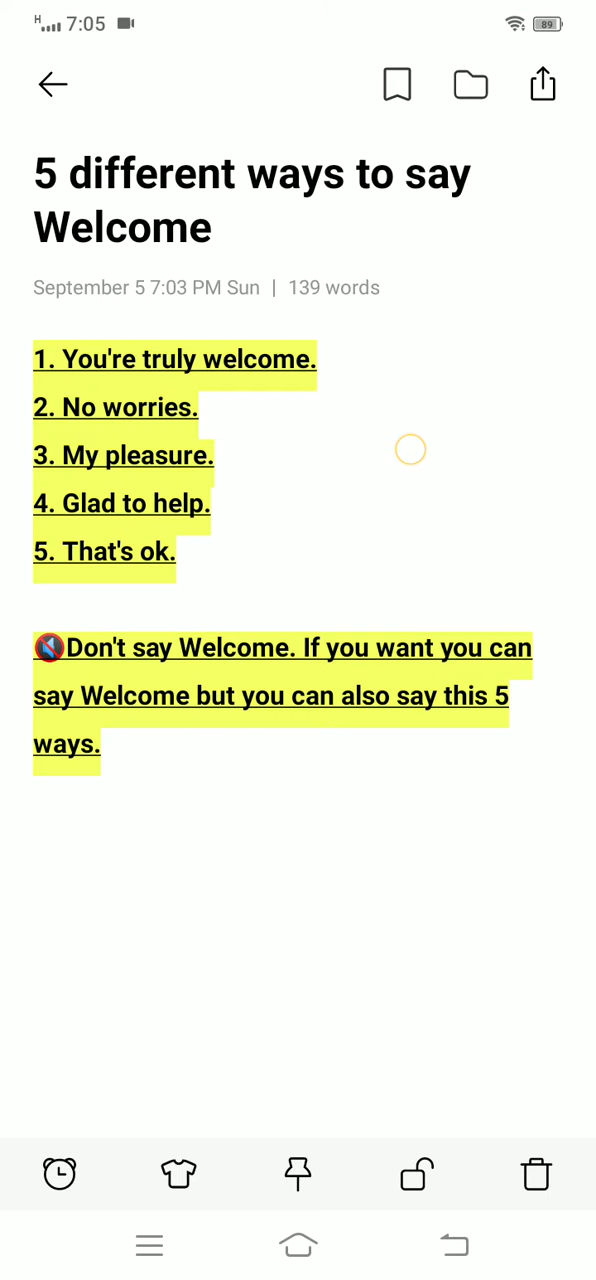 H 7:05 89
5 different ways to say
Welcome
September 5 7:03 PM Sun | 139 words
1. You're truly welcome.
2. No worries.
3. My pleasure.
4. Glad to help.
5. That's ok.
🔇Don't say Welcome. If you want you can
say Welcome but you can also say this 5
ways.